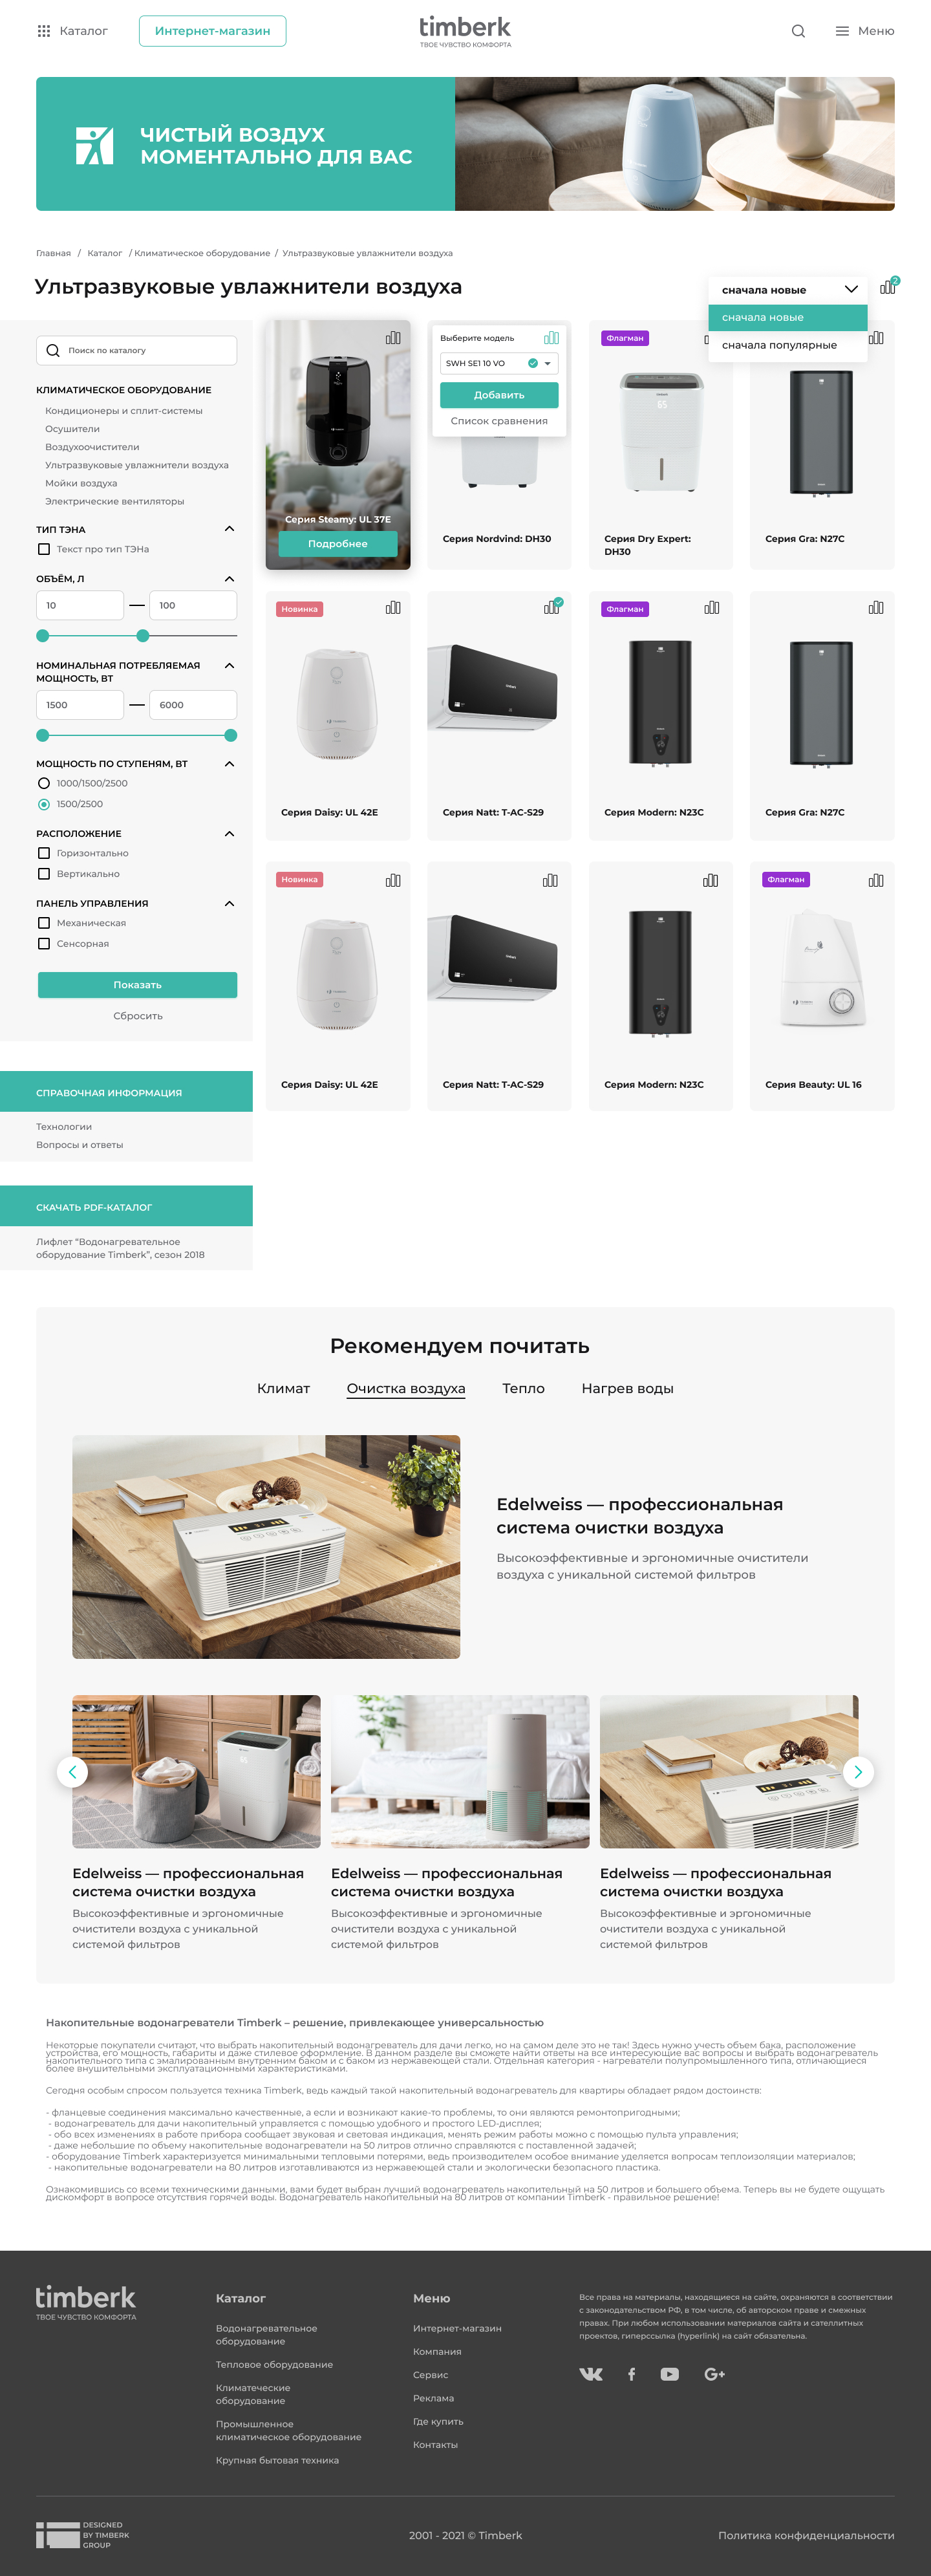 Каталог
Интернет-магазин
timberk
ТВОЕ ЧУВСТВО КОМФОРТА
Меню
ЧИСТЫЙ ВОЗДУХ
МОМЕНТАЛЬНО ДЛЯ ВАС
Главная / Каталог / Климатическое оборудование / Ультразвуковые увлажнители воздуха
Ультразвуковые увлажнители воздуха
сначала новые
2
сначала новые
сначала популярные
Поиск по каталогу
КЛИМАТИЧЕСКОЕ ОБОРУДОВАНИЕ
Кондиционеры и сплит-системы
Осушители
Воздухоочистители
Ультразвуковые увлажнители воздуха
Мойки воздуха
Электрические вентиляторы
ТИП ТЭНА
Текст про тип ТЭНа
ОБЪЁМ, Л
10 — 100
НОМИНАЛЬНАЯ ПОТРЕБЛЯЕМАЯ
МОЩНОСТЬ, ВТ
1500 — 6000
МОЩНОСТЬ ПО СТУПЕНЯМ, ВТ
1000/1500/2500
1500/2500
РАСПОЛОЖЕНИЕ
Горизонтально
Вертикально
ПАНЕЛЬ УПРАВЛЕНИЯ
Механическая
Сенсорная
Показать
Сбросить
СПРАВОЧНАЯ ИНФОРМАЦИЯ
Технологии
Вопросы и ответы
СКАЧАТЬ PDF-КАТАЛОГ
Лифлет “Водонагревательное
оборудование Timberk”, сезон 2018
Серия Steamy: UL 37E
Подробнее
Выберите модель
SWH SE1 10 VO
Добавить
Список сравнения
Серия Nordvind: DH30
Флагман
65
Серия Dry Expert:
DH30
Серия Gra: N27C
Новинка
Серия Daisy: UL 42E
Серия Natt: T-AC-S29
Флагман
Серия Modern: N23C
Серия Gra: N27C
Новинка
Серия Daisy: UL 42E
Серия Natt: T-AC-S29
Серия Modern: N23C
Флагман
Серия Beauty: UL 16
Рекомендуем почитать
Климат
Очистка воздуха
Тепло
Нагрев воды
Edelweiss — профессиональная
система очистки воздуха
Высокоэффективные и эргономичные очистители
воздуха с уникальной системой фильтров
Edelweiss — профессиональная
система очистки воздуха
Высокоэффективные и эргономичные
очистители воздуха с уникальной
системой фильтров
Edelweiss — профессиональная
система очистки воздуха
Высокоэффективные и эргономичные
очистители воздуха с уникальной
системой фильтров
Edelweiss — профессиональная
система очистки воздуха
Высокоэффективные и эргономичные
очистители воздуха с уникальной
системой фильтров
Накопительные водонагреватели Timberk – решение, привлекающее универсальностью
Некоторые покупатели считают, что выбрать накопительный водонагреватель для дачи легко, но на самом деле это не так! Здесь нужно учесть объем бака, расположение
устройства, его мощность, габариты и даже стилевое оформление. В данном разделе вы сможете найти ответы на все интересующие вас вопросы и выбрать водонагреватель
накопительного типа с эмалированным внутренним баком и с баком из нержавеющей стали. Отдельная категория - нагреватели полупромышленного типа, отличающиеся
более внушительными эксплуатационными характеристиками.
Сегодня особым спросом пользуется техника Timberk, ведь каждый такой накопительный водонагреватель для квартиры обладает рядом достоинств:
- фланцевые соединения максимально качественные, а если и возникают какие-то проблемы, то они являются ремонтопригодными;
- водонагреватель для дачи накопительный управляется с помощью удобного и простого LED-дисплея;
- обо всех изменениях в работе прибора сообщает звуковая и световая индикация, менять режим работы можно с помощью пульта управления;
- даже небольшие по объему накопительные водонагреватели на 50 литров отлично справляются с поставленной задачей;
- оборудование Timberk характеризуется минимальными тепловыми потерями, ведь производителем особое внимание уделяется вопросам теплоизоляции материалов;
- накопительные водонагреватели на 80 литров изготавливаются из нержавеющей стали и экологически безопасного пластика.
Ознакомившись со всеми техническими данными, вами будет выбран лучший водонагреватель накопительный на 50 литров и большего объема. Теперь вы не будете ощущать
дискомфорт в вопросе отсутствия горячей воды. Водонагреватель накопительный на 80 литров от компании Timberk - правильное решение!
timberk
ТВОЕ ЧУВСТВО КОМФОРТА
Каталог
Водонагревательное
оборудование
Тепловое оборудование
Климатеческие
оборудование
Промышленное
климатическое оборудование
Крупная бытовая техника
Меню
Интернет-магазин
Компания
Сервис
Реклама
Где купить
Контакты
Все права на материалы, находящиеся на сайте, охраняются в соответствии
с законодательством РФ, в том числе, об авторском праве и смежных
правах. При любом использовании материалов сайта и сателлитных
проектов, гиперссылка (hyperlink) на сайт обязательна.
DESIGNED
BY TIMBERK
GROUP
2001 - 2021 © Timberk
Политика конфиденциальности